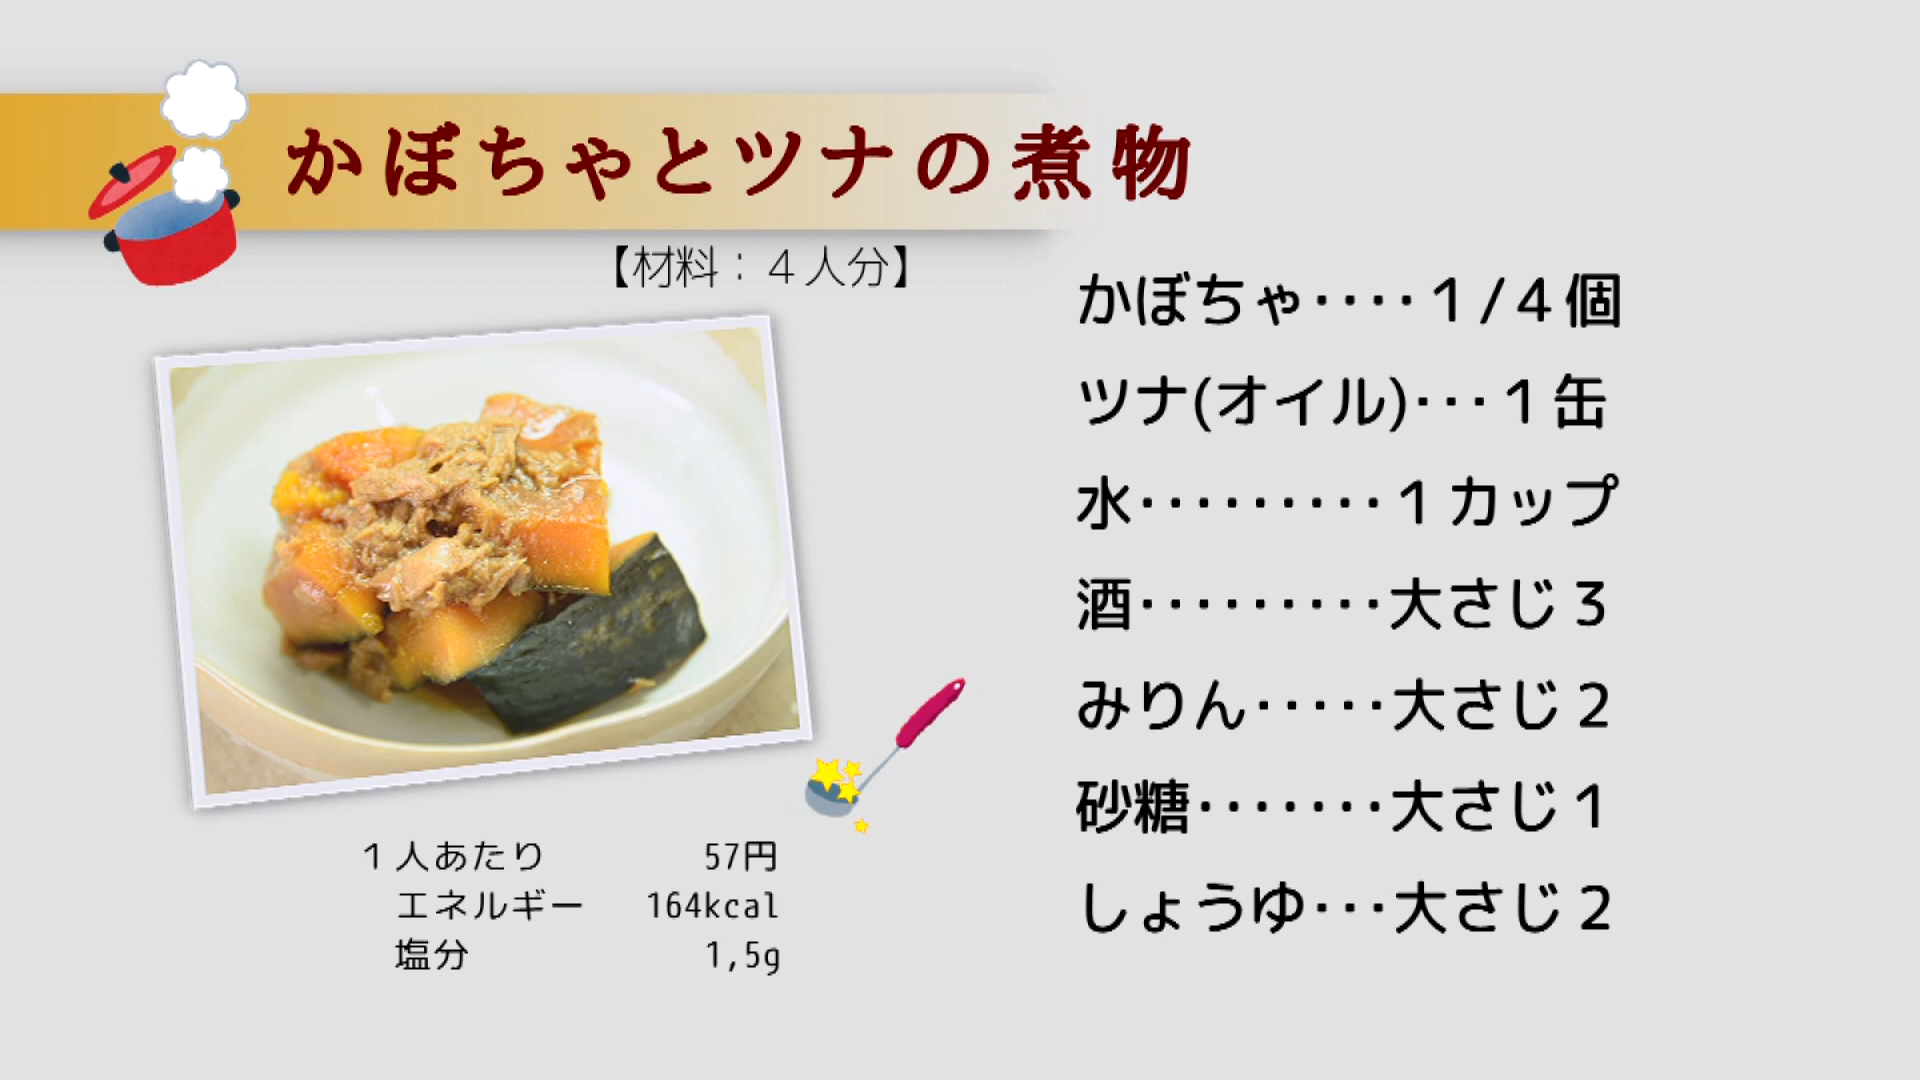 かぼちゃとツナの煮物
【材料：４人分】
かぼちゃ････１/４個
ツナ(オイル)･･･１缶
水･････････１カップ
酒･････････大さじ３
みりん･････大さじ２
砂糖･･･････大さじ１
しょうゆ･･･大さじ２
１人あたり 57円
エネルギー 164kcal
塩分 1,5g